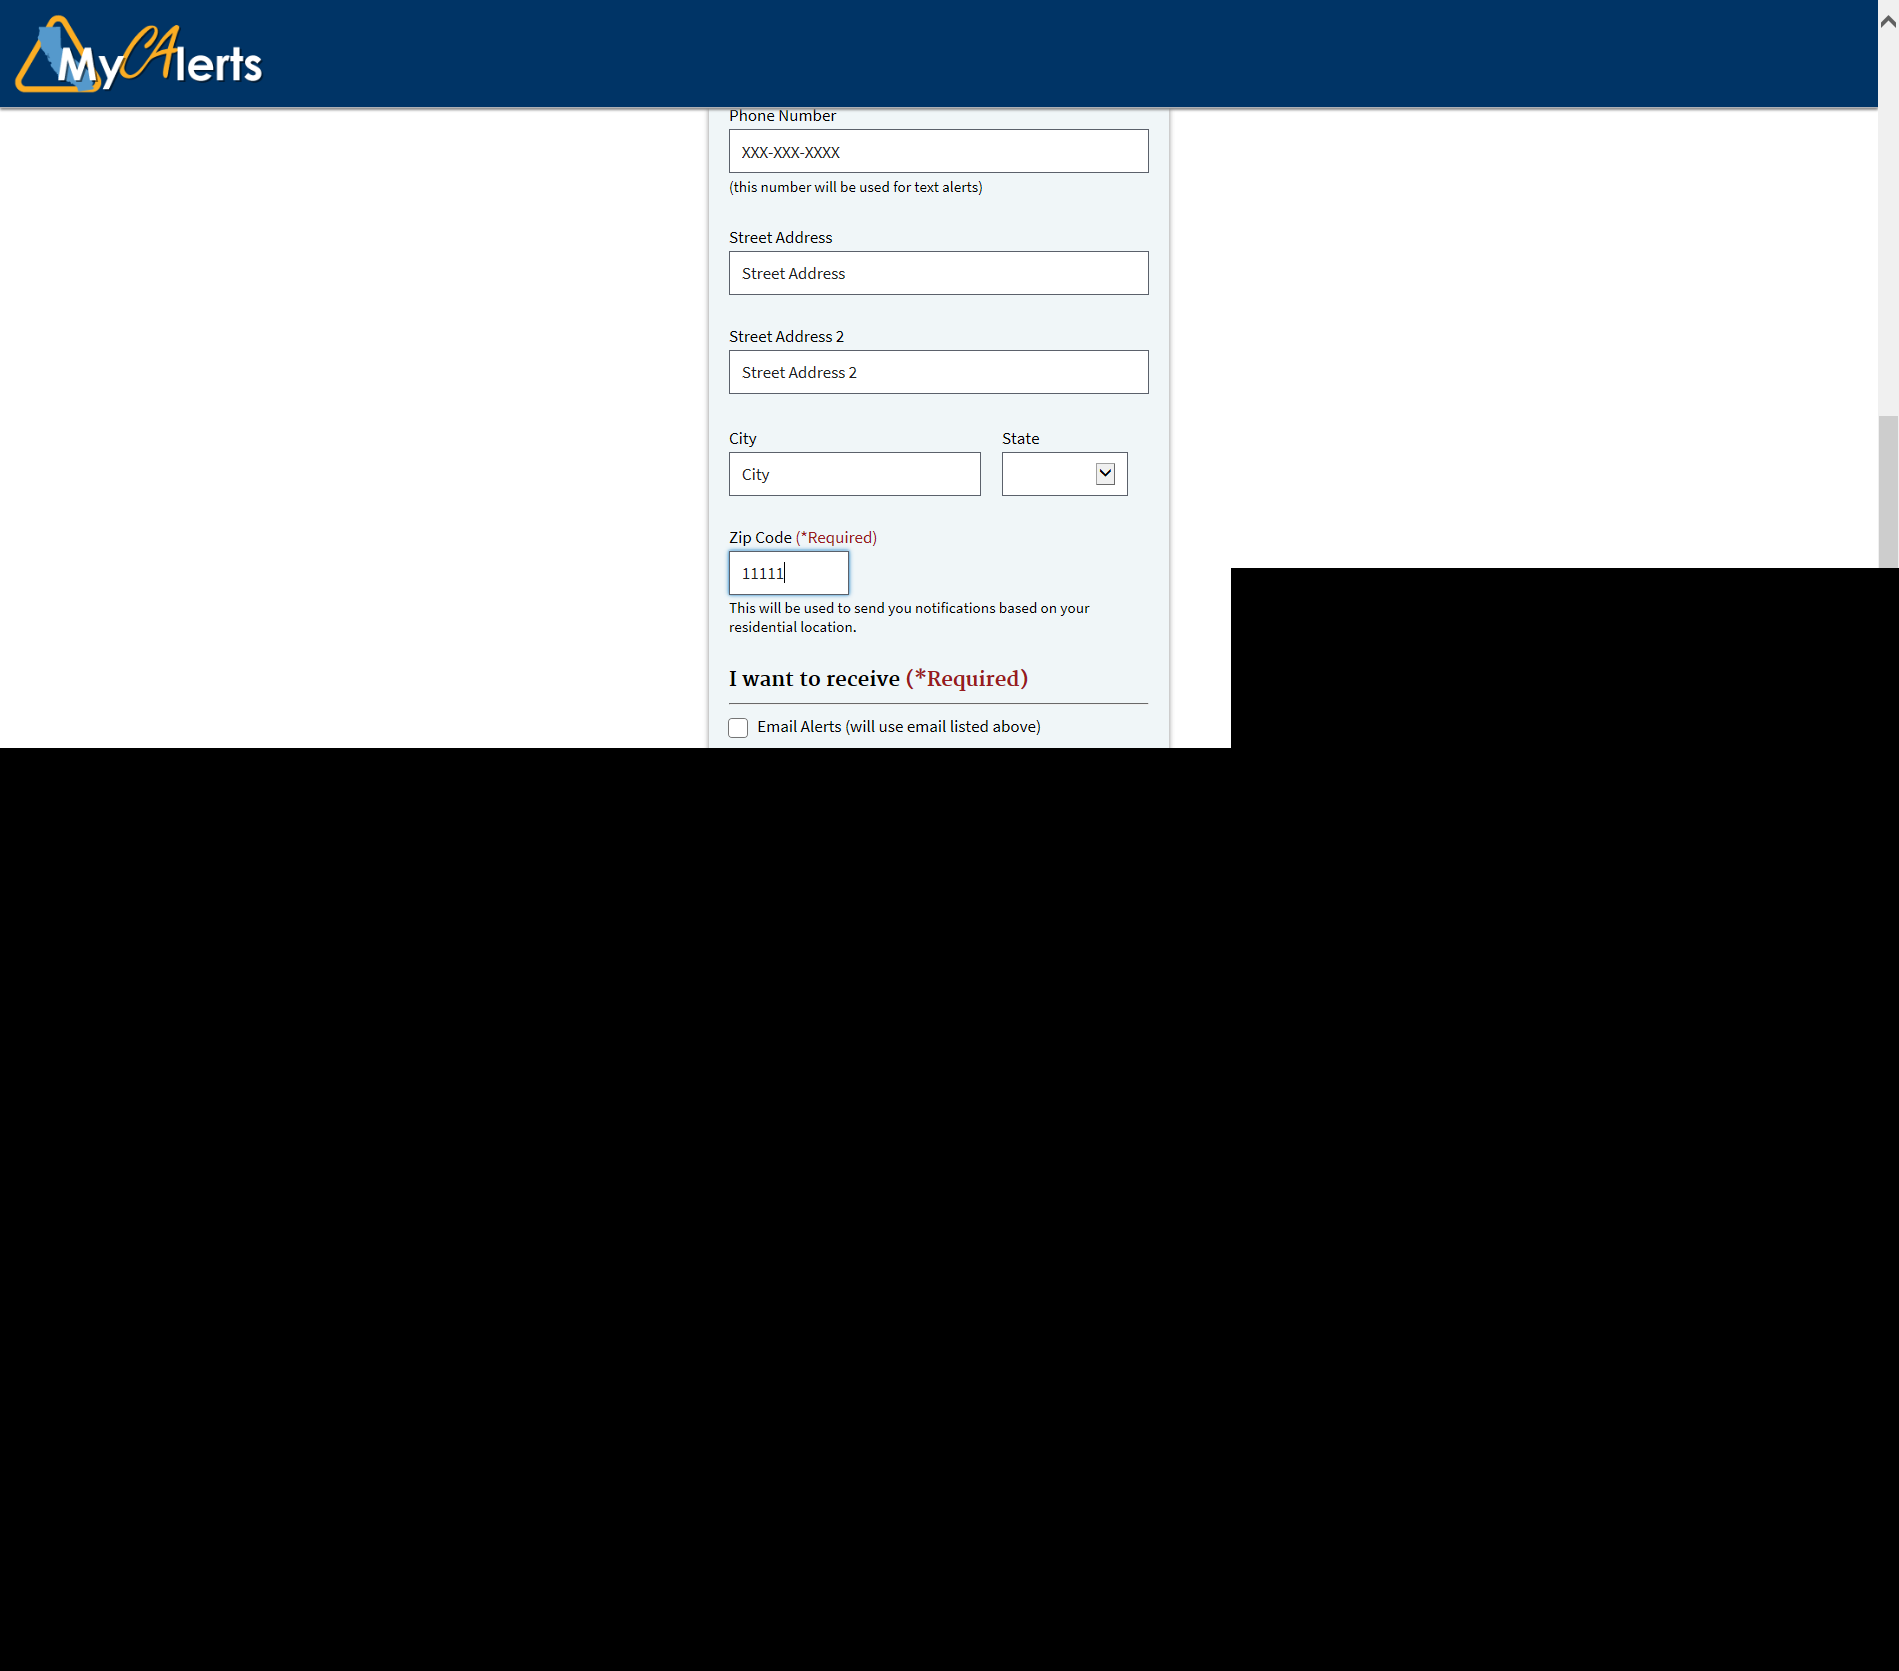 MyCAlerts
Phone Number
XXX-XXX-XXXX
(this number will be used for text alerts)
Street Address
Street Address
Street Address 2
Street Address 2
City State
City
Zip Code (*Required)
11111
This will be used to send you notifications based on your
residential location.
I want to receive (*Required)
Email Alerts (will use email listed above)